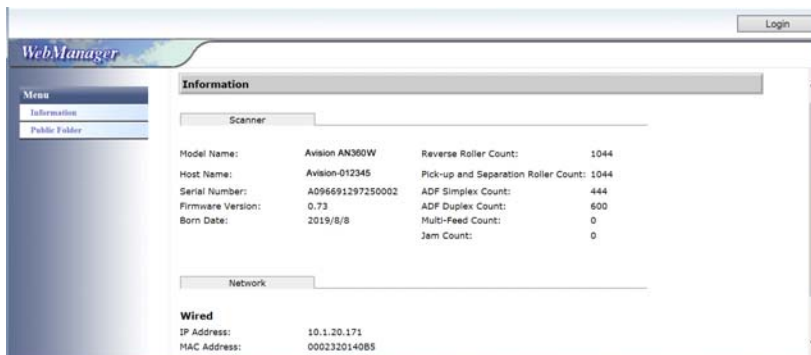 Login
WebManager
Menu
Information
Public Folder
Information
Scanner
Model Name: Avision AN360W Reverse Roller Count: 1044
Host Name: Avision-012345 Pick-up and Separation Roller Count: 1044
Serial Number: A096691297250002 ADF Simplex Count: 444
Firmware Version: 0.73 ADF Duplex Count: 600
Born Date: 2019/8/8 Multi-Feed Count: 0
Jam Count: 0
Network
Wired
IP Address: 10.1.20.171
MAC Address: 0002320140B5